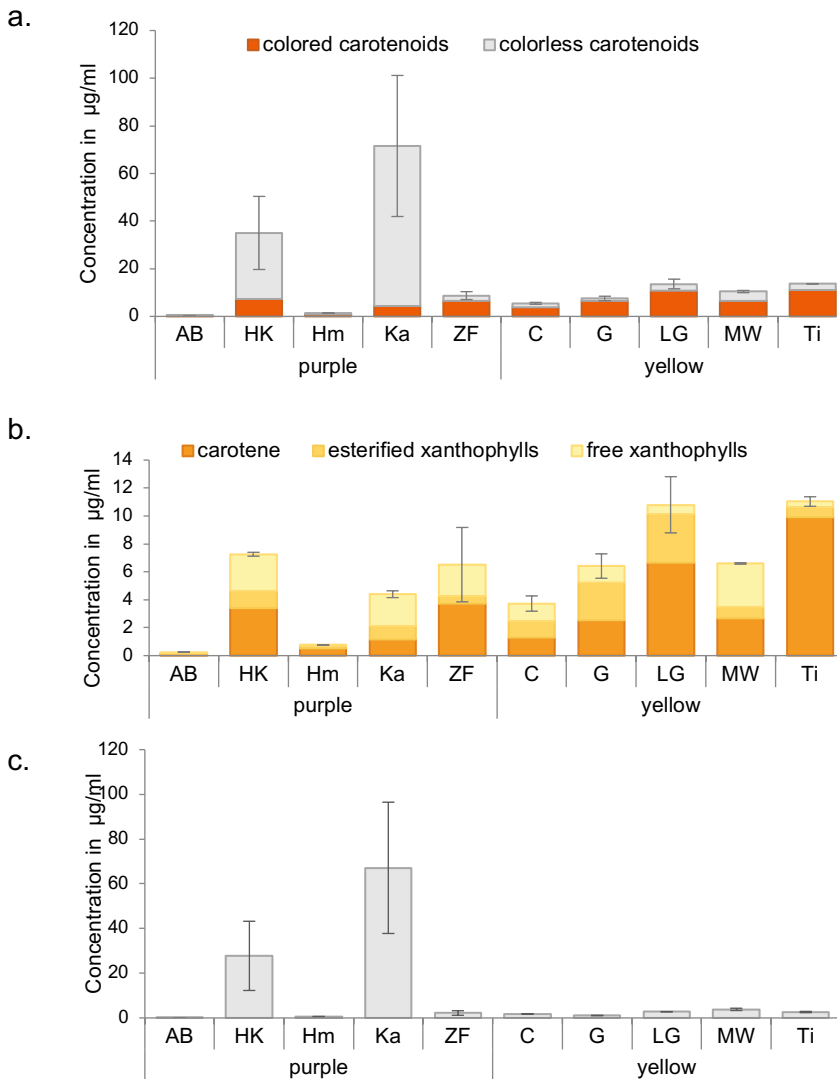 a.
120
100
80
60
40
20
0
Concentration in µg/ml
colored carotenoids colorless carotenoids
AB HK Hm Ka ZF C G LG MW Ti
purple yellow
b.
14
12
10
8
6
4
2
0
Concentration in µg/ml
carotene esterified xanthophylls free xanthophylls
AB HK Hm Ka ZF C G LG MW Ti
purple yellow
c.
120
100
80
60
40
20
0
Concentration in µg/ml
AB HK Hm Ka ZF C G LG MW Ti
purple yellow